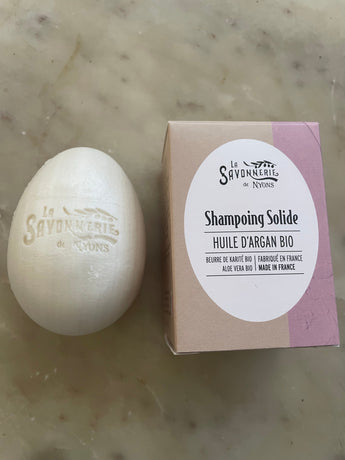 La
SAVONNERIE
de NYONS
La
SAVONNERIE
de NYONS
Shampoing Solide
HUILE D'ARGAN BIO
BEURRE DE KARITÉ BIO | FABRIQUÉ EN FRANCE
ALOE VERA BIO | MADE IN FRANCE